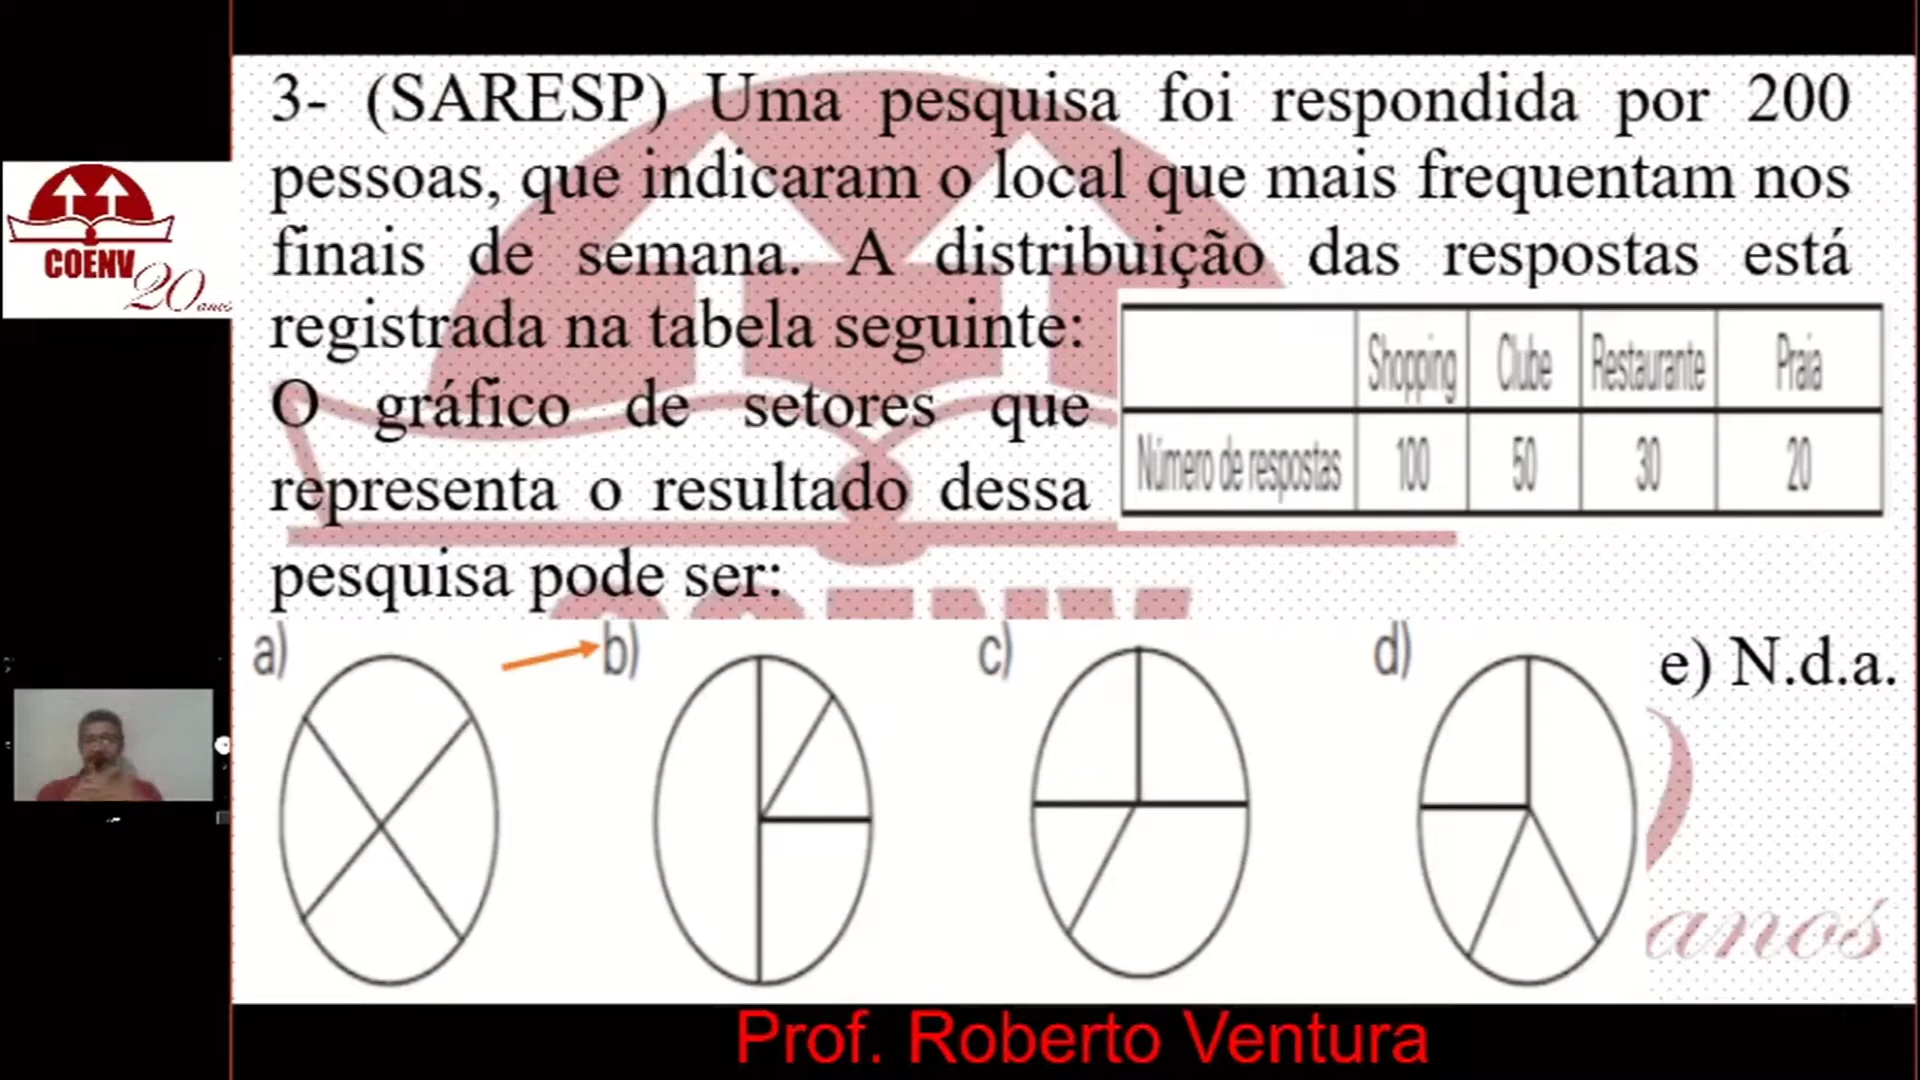 3- (SARESP) Uma pesquisa foi respondida por 200
pessoas, que indicaram o local que mais frequentam nos
finais de semana. A distribuição das respostas está
registrada na tabela seguinte:
Shopping Clube Restaurante Praia
Número de respostas 100 50 30 20
O gráfico de setores que
representa o resultado dessa
pesquisa pode ser:
a) b) c) d) e) N.d.a.
COENV
20 anos
COENV
anos
Prof. Roberto Ventura